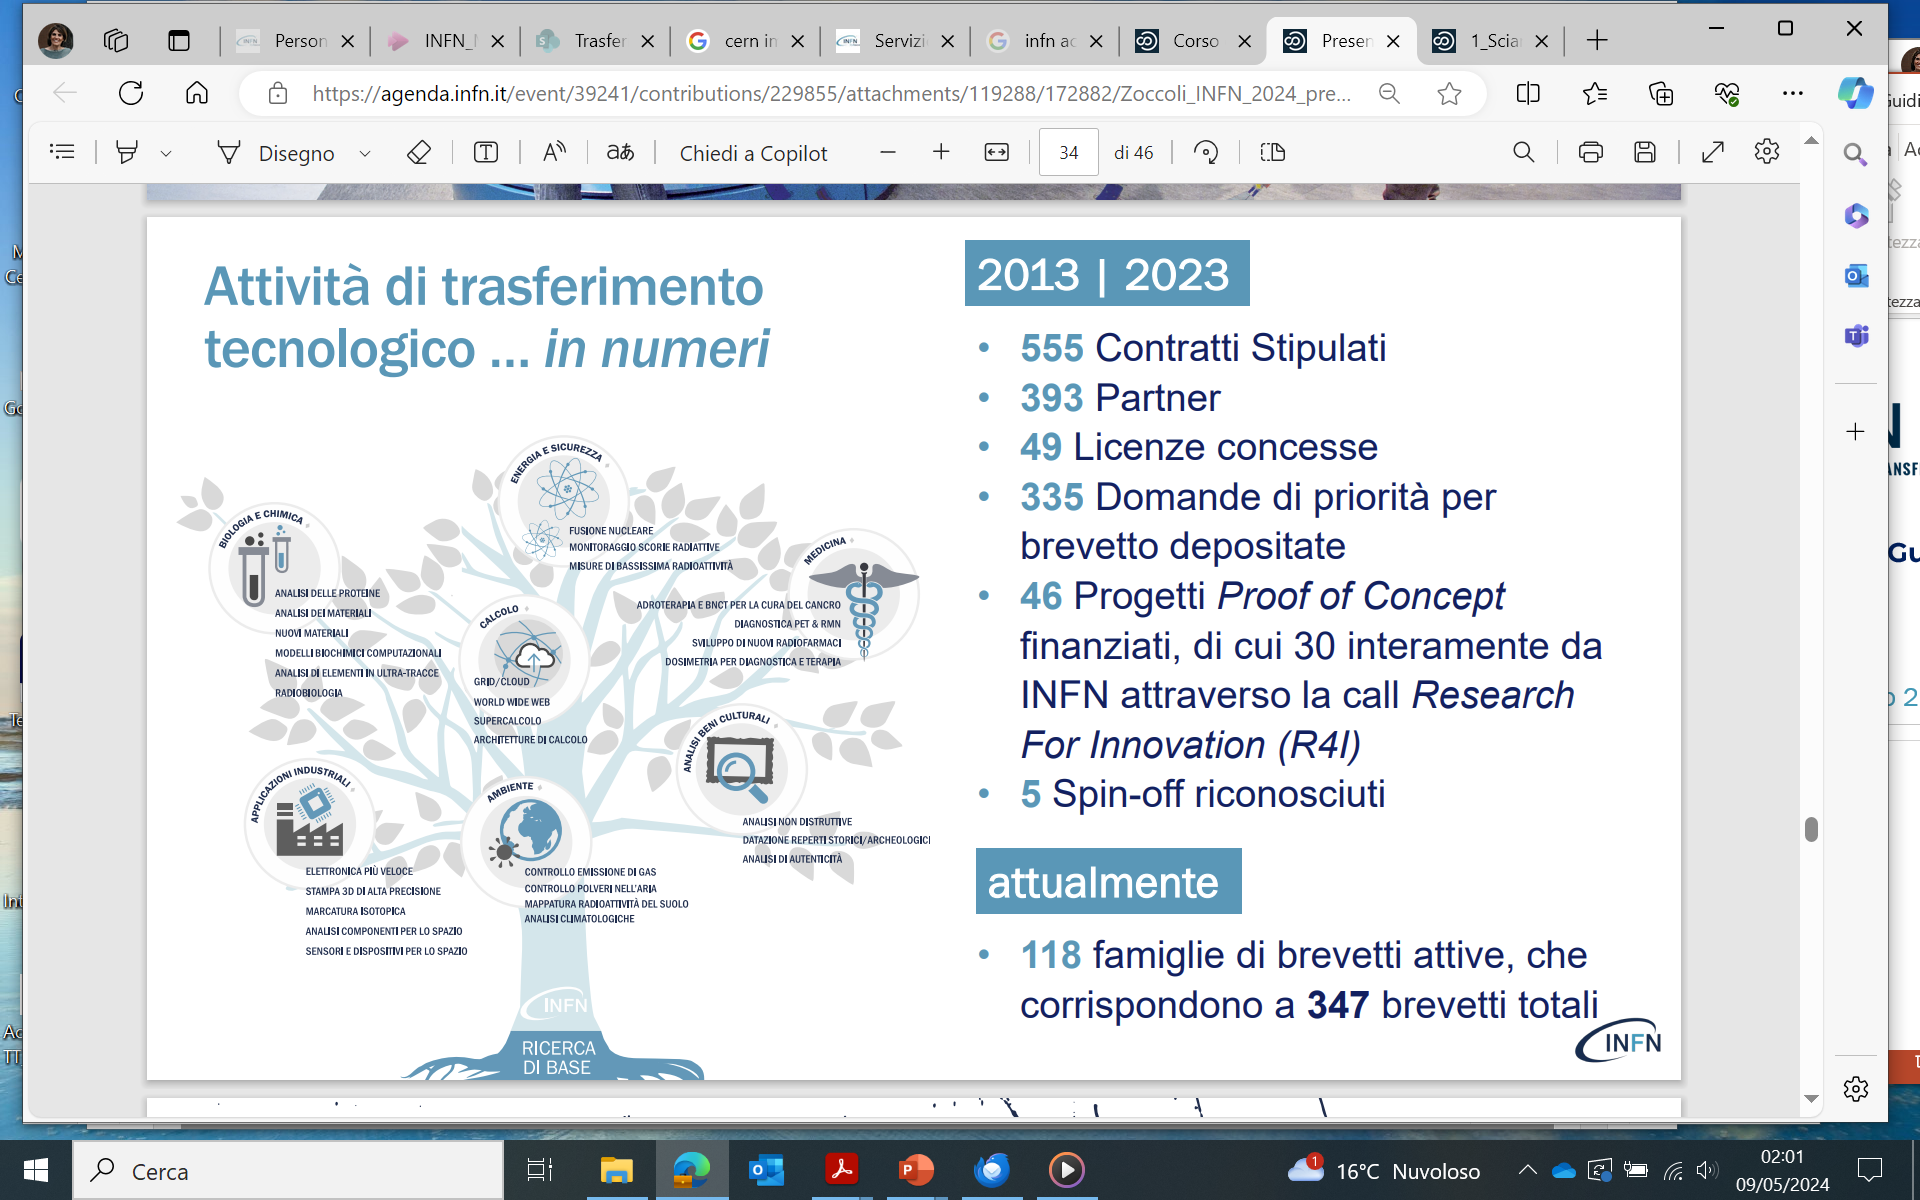 Person
INFN_
Trasfer
cern in
Servizi
infn ac
Corso
Presen
1_Scia
https://agenda.infn.it/event/39241/contributions/229855/attachments/119288/172882/Zoccoli_INFN_2024_pre...
Disegno
aあ
Chiedi a Copilot
34
di 46
Attività di trasferimento
tecnologico ... in numeri
ENERGIA E SICUREZZA
FUSIONE NUCLEARE
MONITORAGGIO SCORIE RADIATTIVE
MISURE DI BASSISSIMA RADIOATTIVITÀ
BIOLOGIA E CHIMICA
ANALISI DELLE PROTEINE
ANALISI DEI MATERIALI
NUOVI MATERIALI
MODELLI BIOCHIMICI COMPUTAZIONALI
ANALISI DI ELEMENTI IN ULTRA-TRACCE
RADIOBIOLOGIA
MEDICINA
ADROTERAPIA E BNCT PER LA CURA DEL CANCRO
DIAGNOSTICA PET & RMN
SVILUPPO DI NUOVI RADIOFARMACI
DOSIMETRIA PER DIAGNOSTICA E TERAPIA
CALCOLO
GRID/CLOUD
WORLD WIDE WEB
SUPERCALCOLO
ARCHITETTURE DI CALCOLO
ANALISI BENI CULTURALI
ANALISI NON DISTRUTTIVE
DATAZIONE REPERTI STORICI/ARCHEOLOGICI
ANALISI DI AUTENTICITÀ
APPLICAZIONI INDUSTRIALI
ELETTRONICA PIÙ VELOCE
STAMPA 3D DI ALTA PRECISIONE
MARCATURA ISOTOPICA
ANALISI COMPONENTI PER LO SPAZIO
SENSORI E DISPOSITIVI PER LO SPAZIO
AMBIENTE
CONTROLLO EMISSIONE DI GAS
CONTROLLO POLVERI NELL'ARIA
MAPPATURA RADIOATTIVITÀ DEL SUOLO
ANALISI CLIMATOLOGICHE
INFN
RICERCA
DI BASE
2013 | 2023
• 555 Contratti Stipulati
• 393 Partner
• 49 Licenze concesse
• 335 Domande di priorità per
brevetto depositate
• 46 Progetti Proof of Concept
finanziati, di cui 30 interamente da
INFN attraverso la call Research
For Innovation (R4I)
• 5 Spin-off riconosciuti
attualmente
• 118 famiglie di brevetti attive, che
corrispondono a 347 brevetti totali
INFN
Cerca
1
16°C Nuvoloso
02:01
09/05/2024